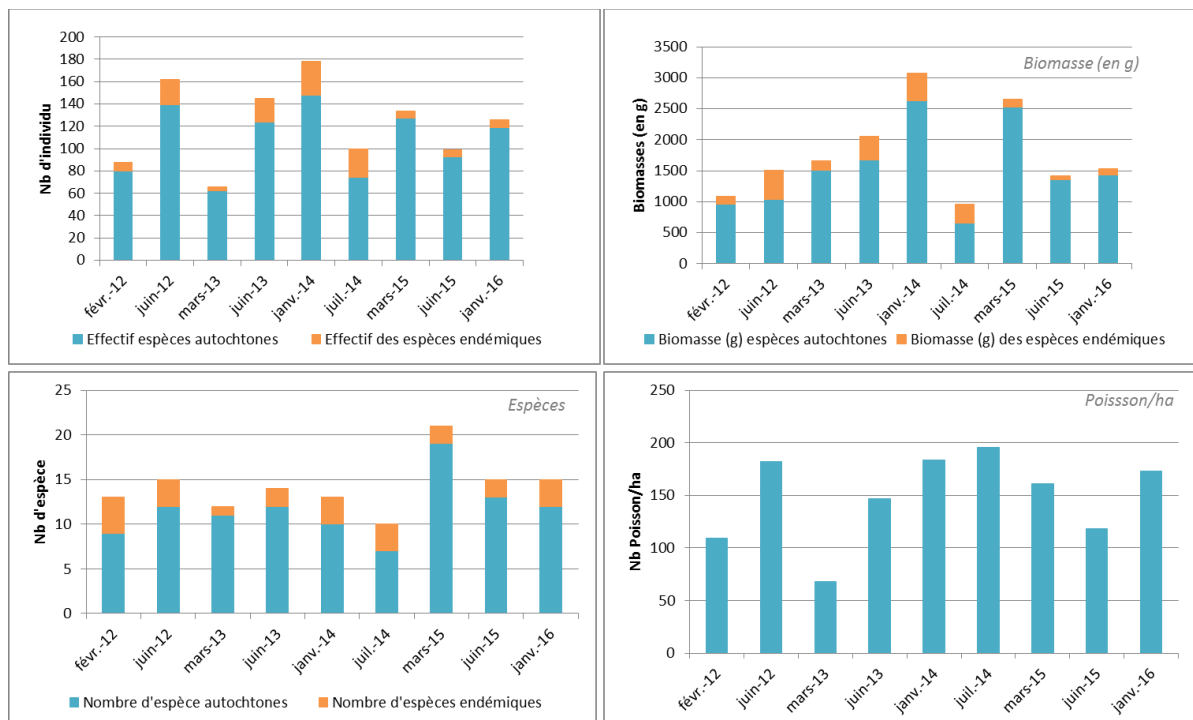 Nb d'individu
200
180
160
140
120
100
80
60
40
20
0
févr.-12
juin-12
mars-13
juin-13
janv.-14
juil.-14
mars-15
juin-15
janv.-16
Effectif espèces autochtones
Effectif des espèces endémiques
Biomasse (en g)
Biomasses (en g)
3500
3000
2500
2000
1500
1000
500
0
févr.-12
juin-12
mars-13
juin-13
janv.-14
juil.-14
mars-15
juin-15
janv.-16
Biomasse (g) espèces autochtones
Biomasse (g) des espèces endémiques
Espèces
Nb d'espèce
25
20
15
10
5
0
févr.-12
juin-12
mars-13
juin-13
janv.-14
juil.-14
mars-15
juin-15
janv.-16
Nombre d'espèce autochtones
Nombre d'espèces endémiques
Poissson/ha
Nb Poisson/ha
250
200
150
100
50
0
févr.-12
juin-12
mars-13
juin-13
janv.-14
juil.-14
mars-15
juin-15
janv.-16